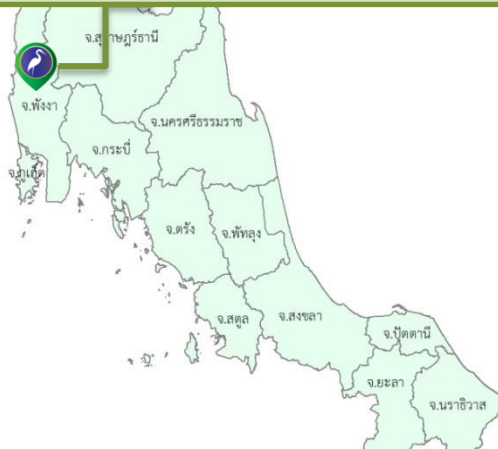 จ.สุราษฎร์ธานี
จ.พังงา
จ.นครศรีธรรมราช
จ.กระบี่
จ.ภูเก็ต
จ.ตรัง
จ.พัทลุง
จ.สตูล
จ.สงขลา
จ.ปัตตานี
จ.ยะลา
จ.นราธิวาส